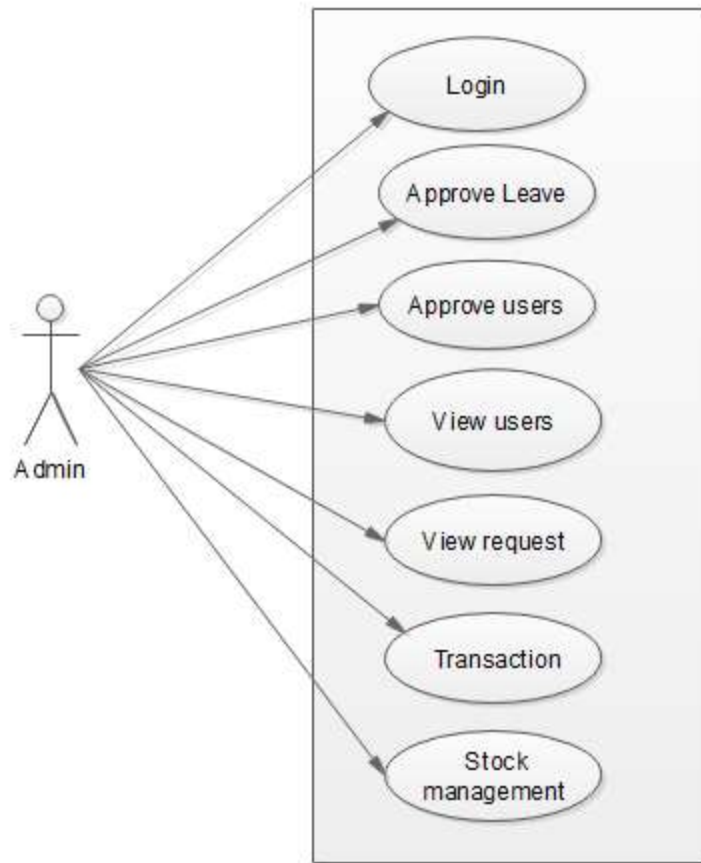 Login
Approve Leave
Approve users
Admin
View users
View request
Transaction
Stock
management